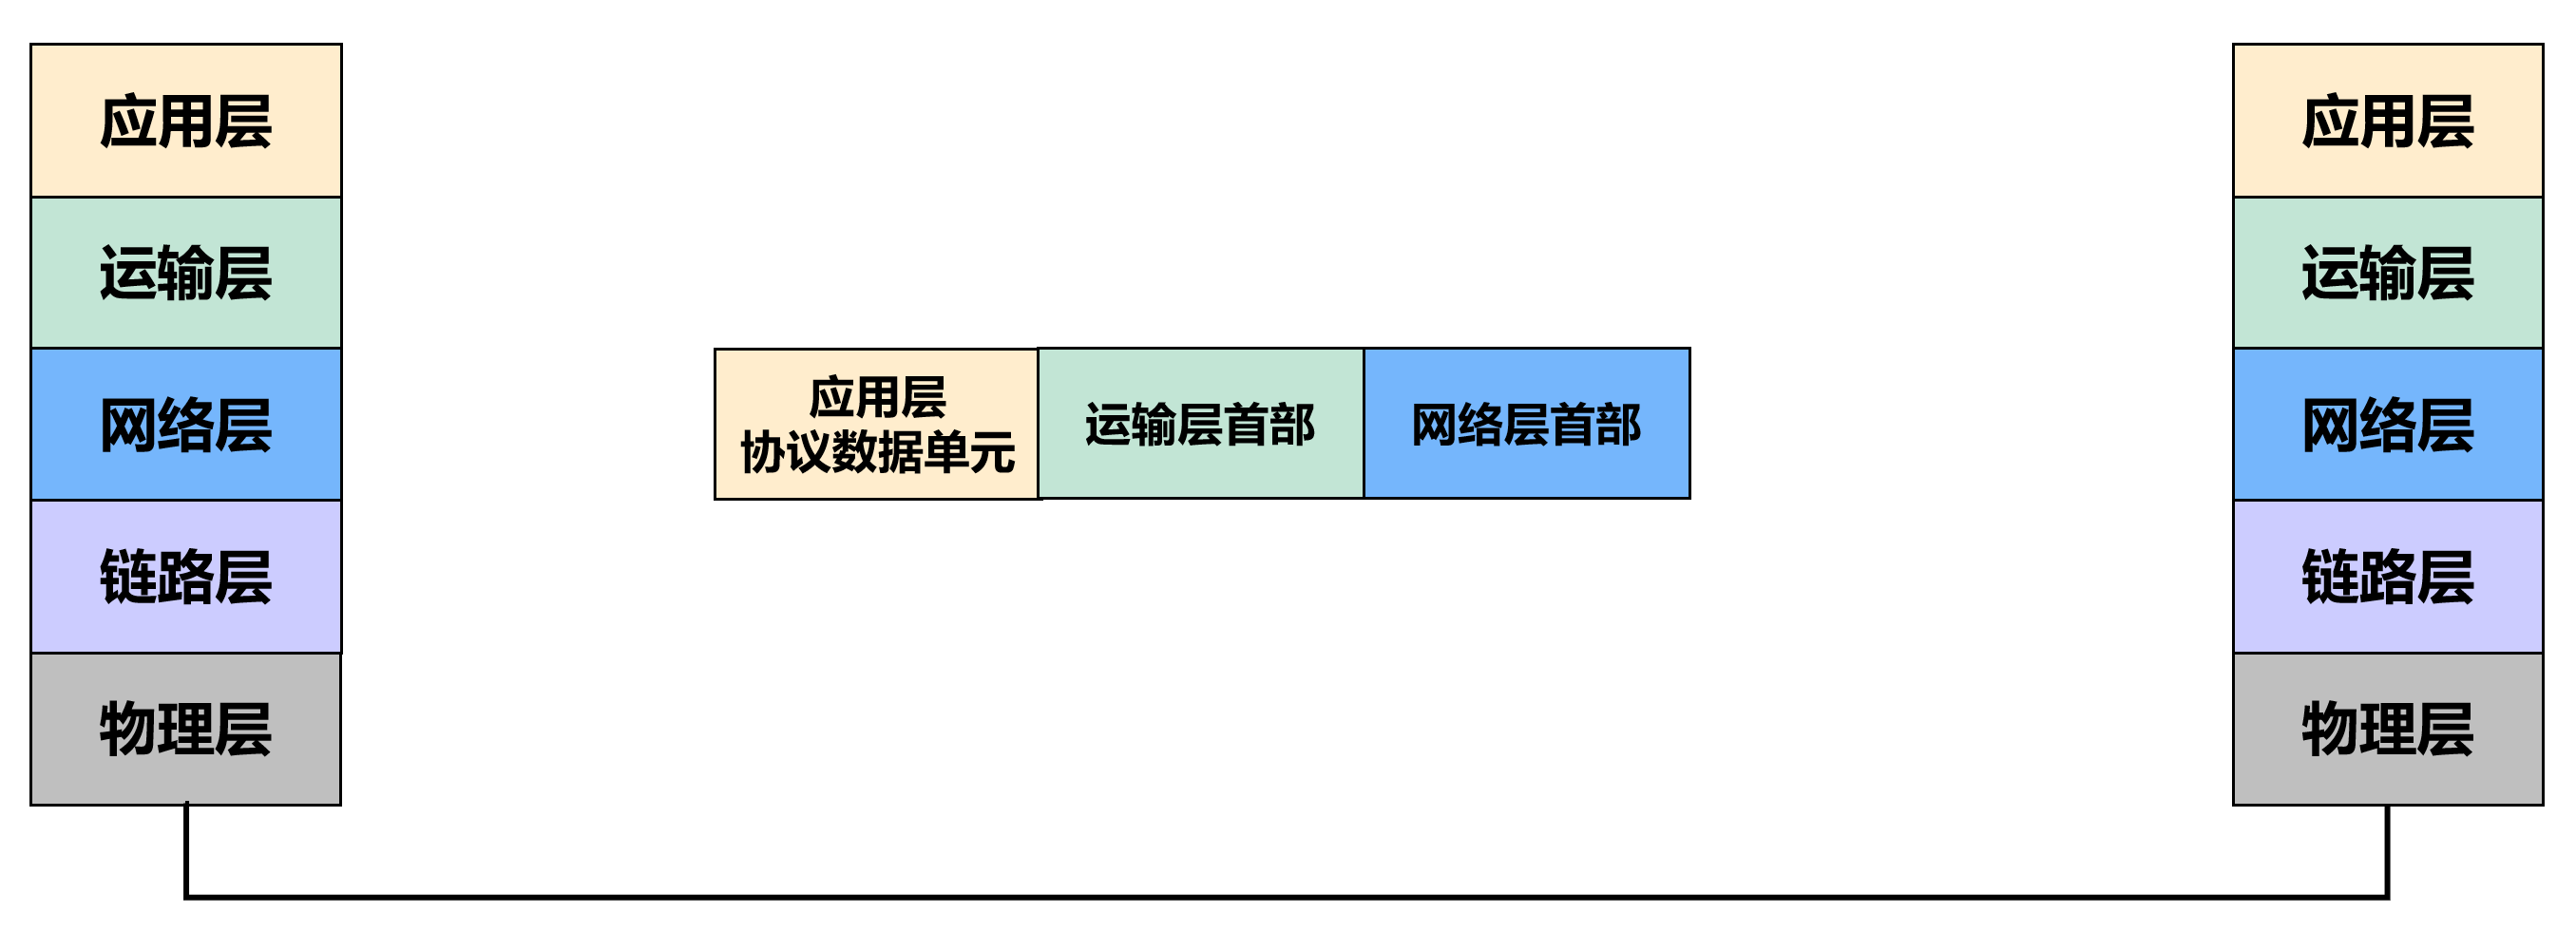 应用层
运输层
网络层
链路层
物理层
应用层
协议数据单元
运输层首部
网络层首部
应用层
运输层
网络层
链路层
物理层